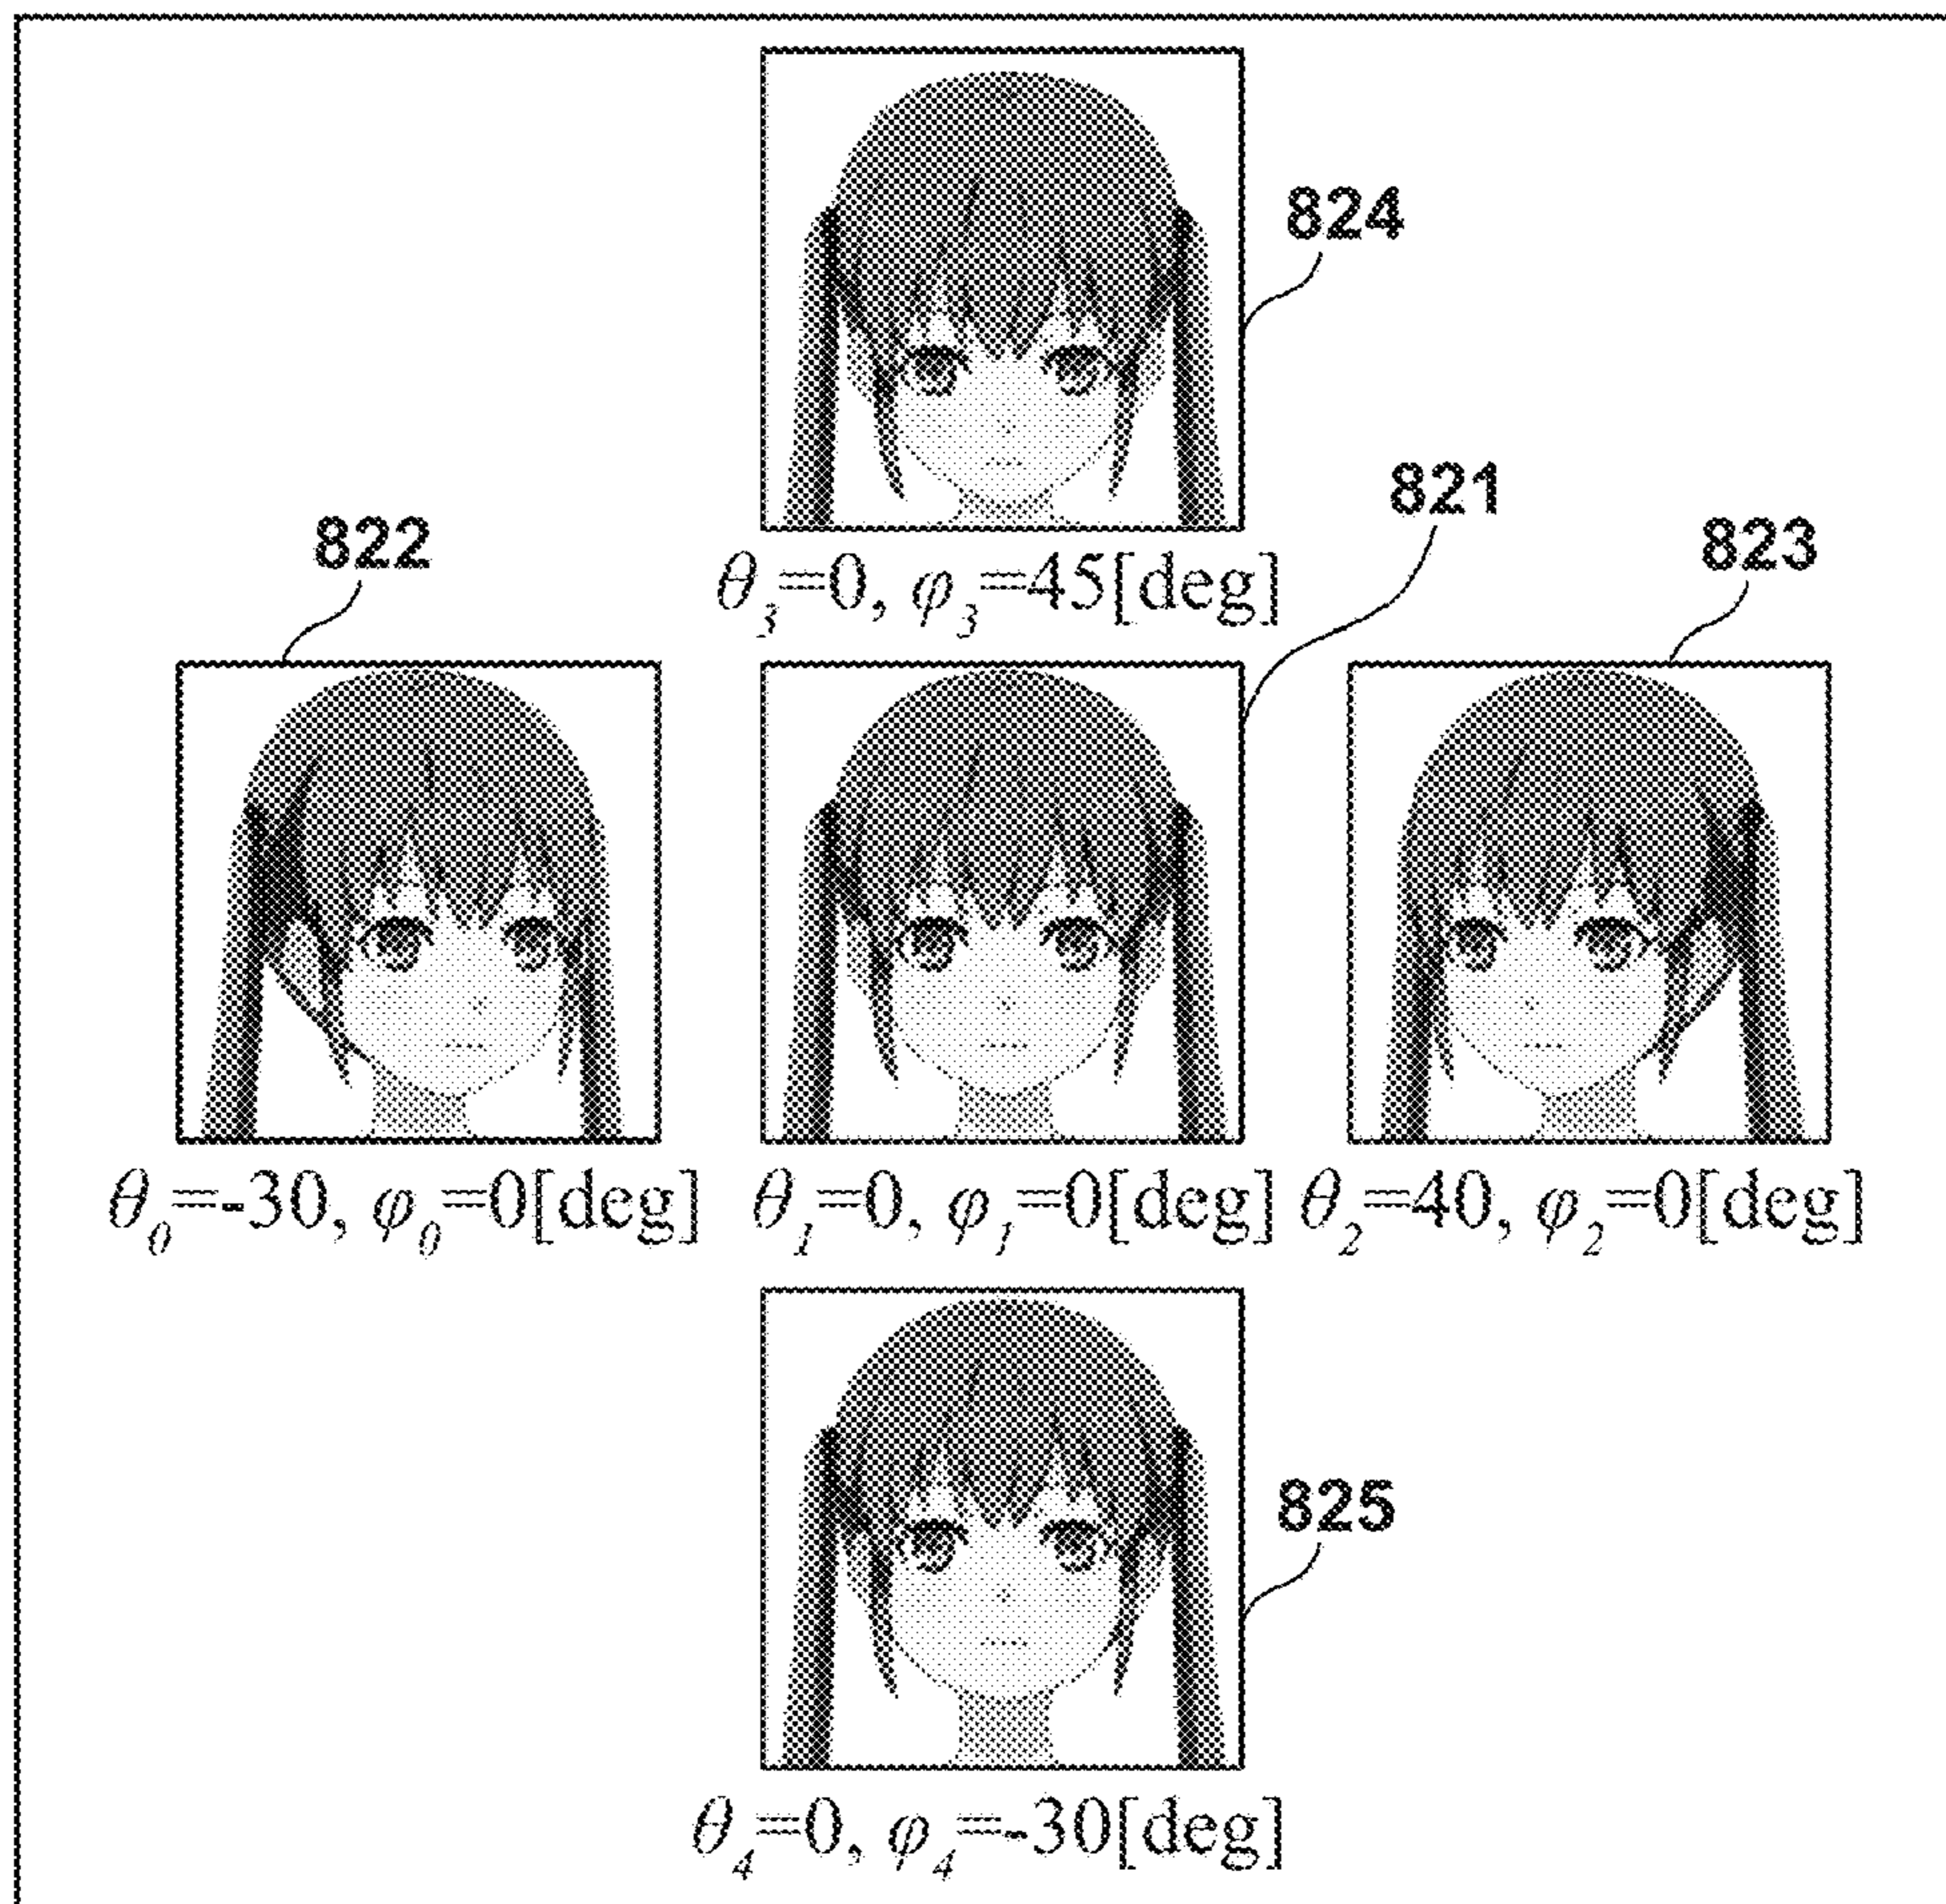 824
821
822
823
θ₃=0, φ₃=45[deg]
θ₀=-30, φ₀=0[deg]
θ₁=0, φ₁=0[deg]
θ₂=40, φ₂=0[deg]
825
θ₄=0, φ₄=-30[deg]